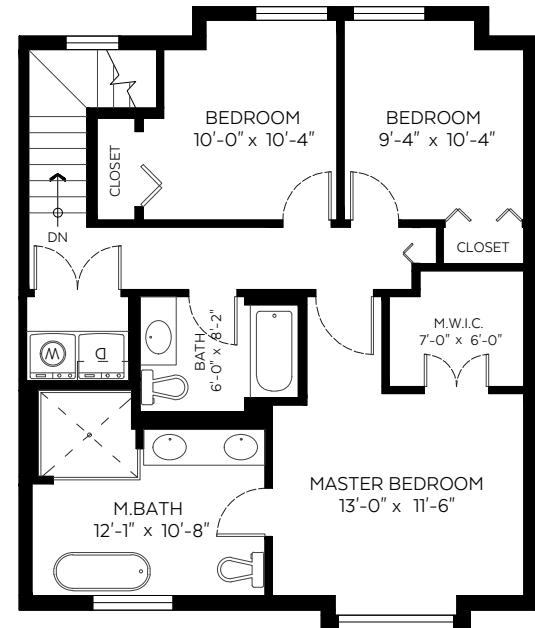 BEDROOM
10'-0" x 10'-4"
BEDROOM
9'-4" x 10'-4"
CLOSET
DN
CLOSET
W
D
BATH
6'-0" x 8'-2"
M.W.I.C.
7'-0" x 6'-0"
MASTER BEDROOM
13'-0" x 11'-6"
M.BATH
12'-1" x 10'-8"